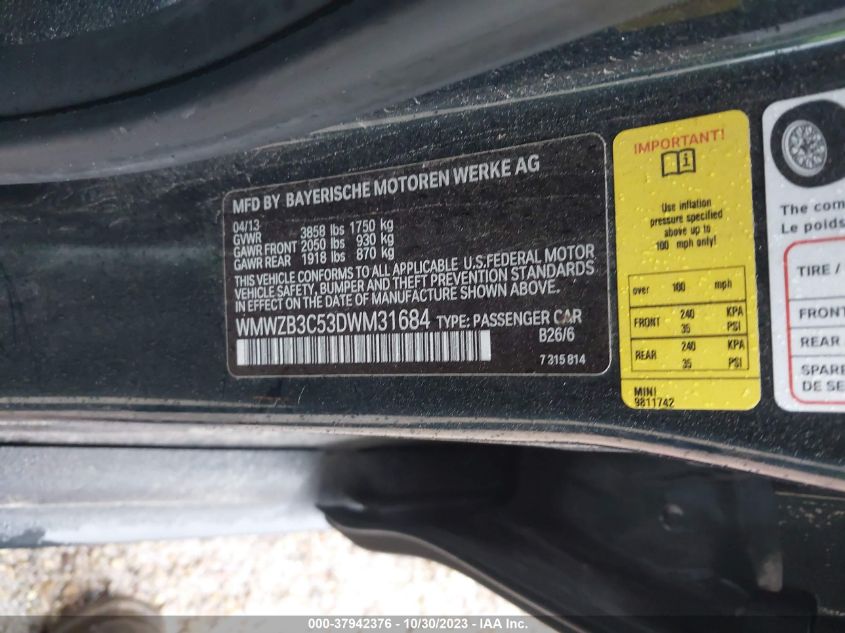 MFD BY BAYERISCHE MOTOREN WERKE AG
04/13
GVWR 3858 lbs 1750 kg
GAWR FRONT 2050 lbs 930 kg
GAWR REAR 1918 lbs 870 kg
THIS VEHICLE CONFORMS TO ALL APPLICABLE U.S.FEDERAL MOTOR
VEHICLE SAFETY, BUMPER AND THEFT PREVENTION STANDARDS
IN EFFECT ON THE DATE OF MANUFACTURE SHOWN ABOVE.
WMWZB3C53DWM31684 TYPE: PASSENGER CAR
B26/6
7 315 814
IMPORTANT!
Use inflation
pressure specified
above up to
100 mph only!
over 100 mph
FRONT 240 KPA
35 PSI
REAR 240 KPA
35 PSI
MINI
9811742
The com
Le poids
TIRE /
FRONT
REAR
SPARE
DE SE
000-37942376 - 10/30/2023 - IAA Inc.